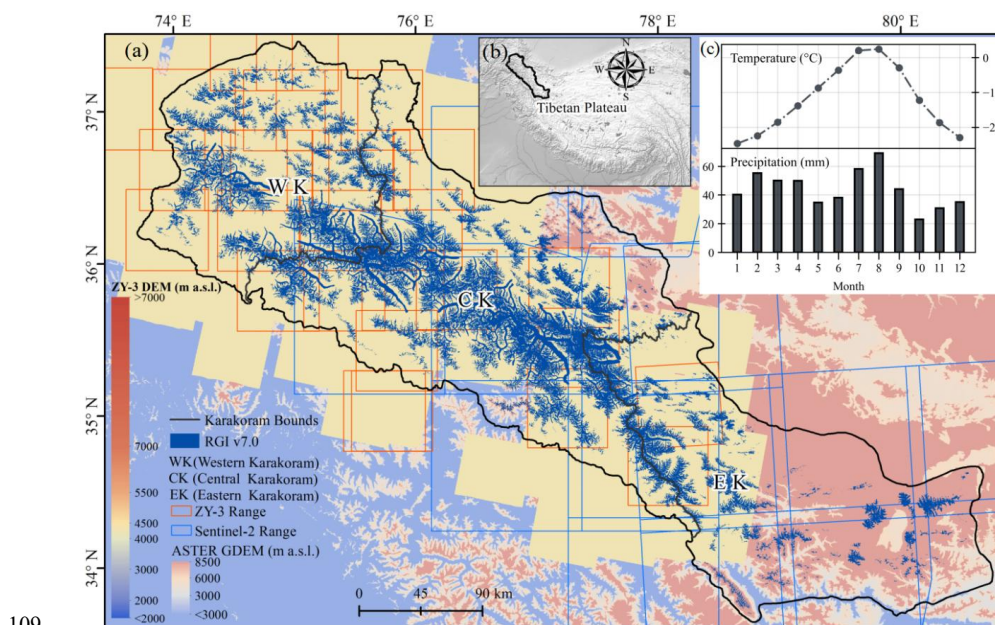 74° E 76° E 78° E 80° E
(a)
(b)
(c)
N
W E
S
Tibetan Plateau
Temperature (°C)
0
−1
−2
Precipitation (mm)
60
40
20
0
1 2 3 4 5 6 7 8 9 10 11 12
Month
37° N
36° N
35° N
34° N
WK
CK
EK
ZY-3 DEM (m a.s.l.)
>7000
7000
5500
4500
4000
3000
2000
<2000
Karakoram Bounds
RGI v7.0
WK(Western Karakoram)
CK (Central Karakoram)
EK (Eastern Karakoram)
ZY-3 Range
Sentinel-2 Range
ASTER GDEM (m a.s.l.)
8500
6000
3000
<3000
0 45 90 km
109